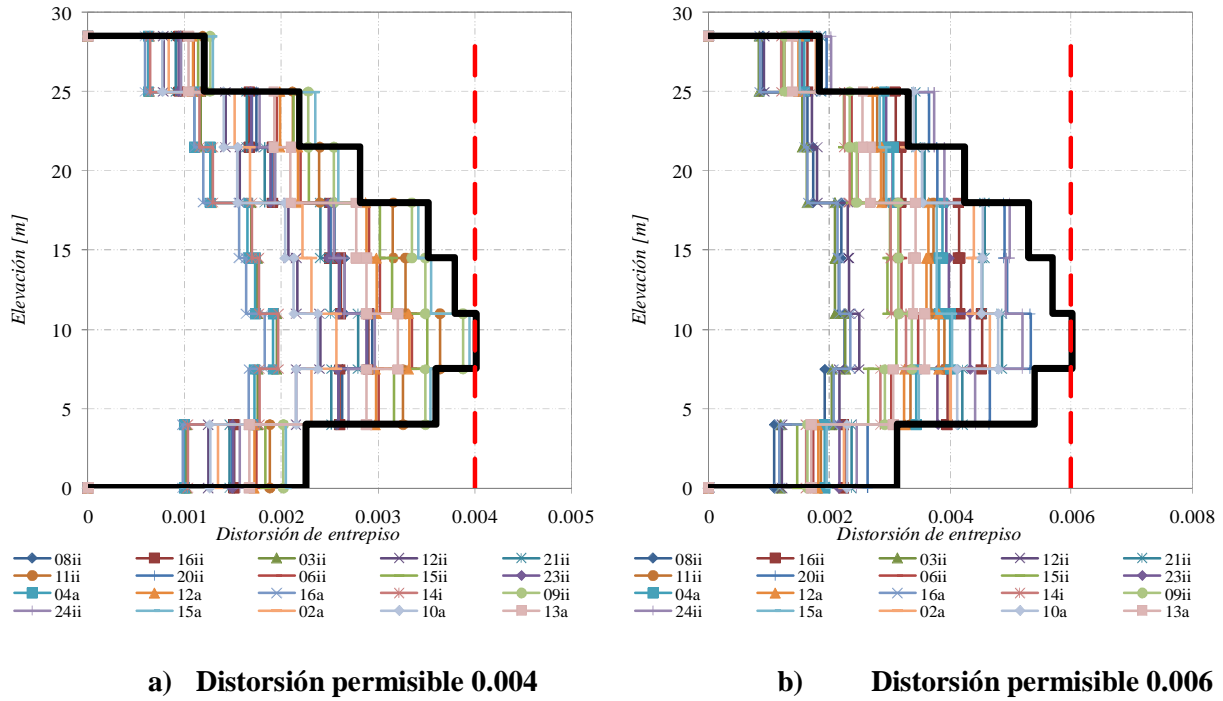 30
25
20
15
10
5
0
Elevación [m]
0
0.001
0.002
0.003
0.004
0.005
Distorsión de entrepiso
08ii 16ii 03ii 12ii 21ii
11ii 20ii 06ii 15ii 23ii
04a 12a 16a 14i 09ii
24ii 15a 02a 10a 13a
a) Distorsión permisible 0.004
30
25
20
15
10
5
0
Elevación [m]
0
0.002
0.004
0.006
0.008
Distorsión de entrepiso
08ii 16ii 03ii 12ii 21ii
11ii 20ii 06ii 15ii 23ii
04a 12a 16a 14i 09ii
24ii 15a 02a 10a 13a
b) Distorsión permisible 0.006